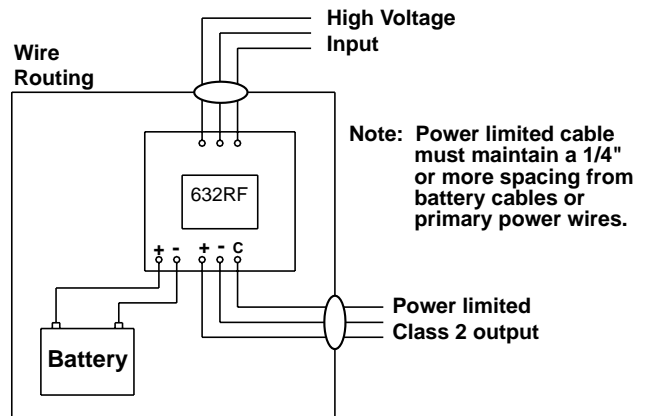 High Voltage
Input
Wire
Routing
Note: Power limited cable
must maintain a 1/4"
or more spacing from
battery cables or
primary power wires.
632RF
+ - + - C
Power limited
Class 2 output
Battery